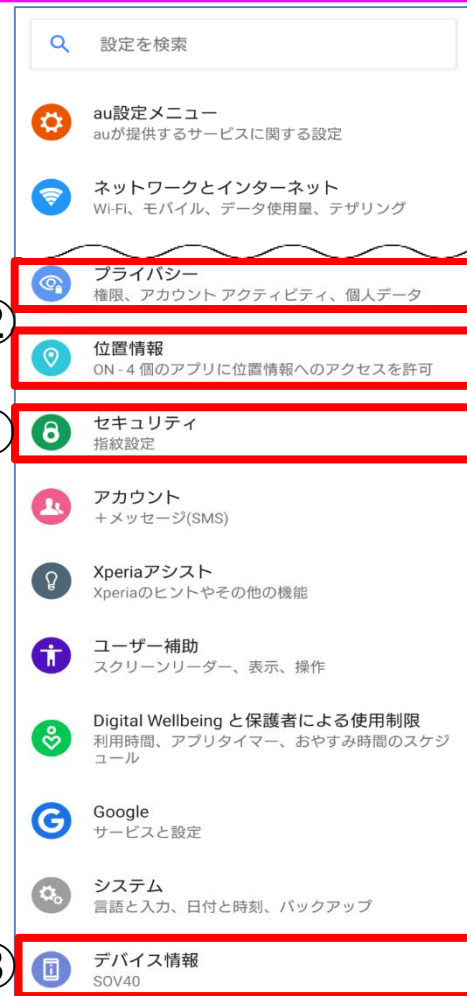 設定を検索
au設定メニュー
auが提供するサービスに関する設定
ネットワークとインターネット
Wi-Fi、モバイル、データ使用量、テザリング
プライバシー
権限、アカウント アクティビティ、個人データ
位置情報
ON - 4 個のアプリに位置情報へのアクセスを許可
セキュリティ
指紋設定
アカウント
＋メッセージ(SMS)
Xperiaアシスト
Xperiaのヒントやその他の機能
ユーザー補助
スクリーンリーダー、表示、操作
Digital Wellbeing と保護者による使用制限
利用時間、アプリタイマー、おやすみ時間のスケジ
ュール
Google
サービスと設定
システム
言語と入力、日付と時刻、バックアップ
デバイス情報
SOV40